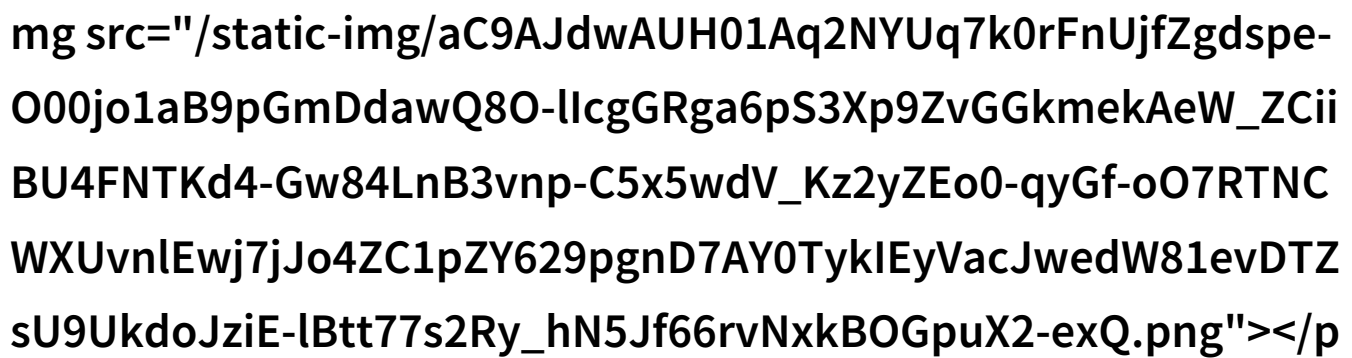 mg src="/static-img/aC9AJdwAUH01Aq2NYUq7k0rFnUjfZgdspe-
O00jo1aB9pGmDdawQ8O-lIcgGRga6pS3Xp9ZvGGkmekAeW_ZCii
BU4FNTKd4-Gw84LnB3vnp-C5x5wdV_Kz2yZEo0-qyGf-oO7RTNC
WXUvnlEwj7jJo4ZC1pZY629pgnD7AY0TykIEyVacJwedW81evDTZ
sU9UkdoJziE-lBtt77s2Ry_hN5Jf66rvNxkBOGpuX2-exQ.png"></p